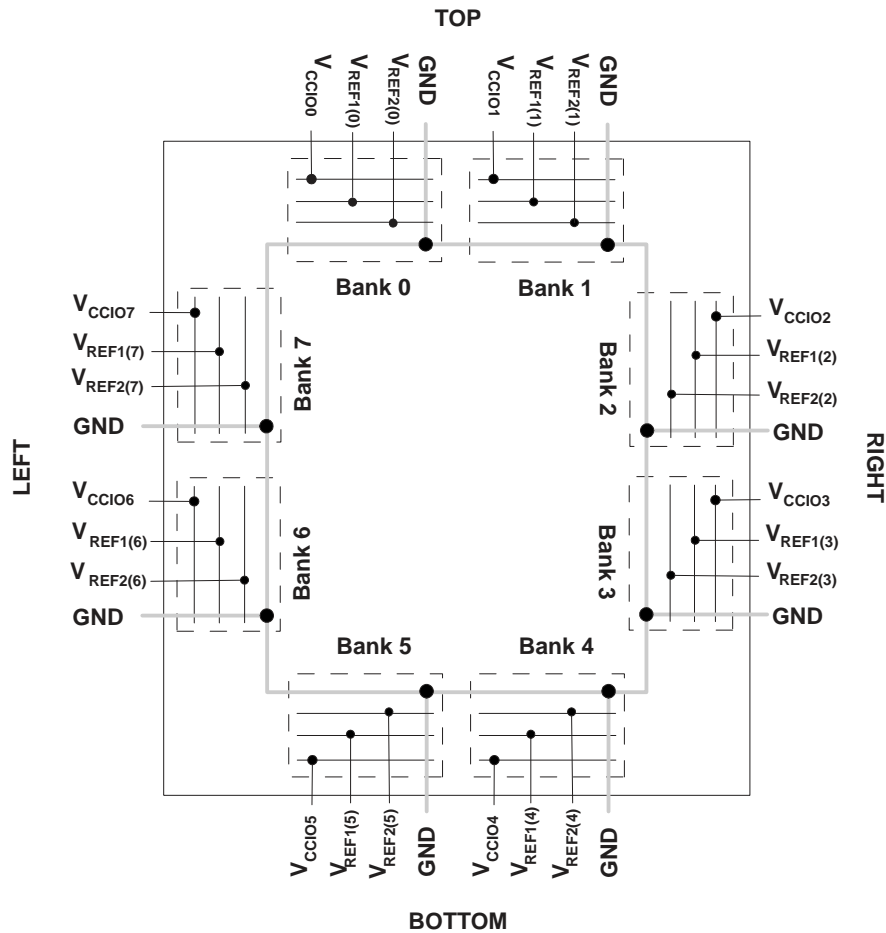 TOP
VCCIO0
VREF1(0)
VREF2(0)
GND
VCCIO1
VREF1(1)
VREF2(1)
GND
Bank 0
Bank 1
VCCIO7
VREF1(7)
VREF2(7)
GND
Bank 7
Bank 2
VCCIO2
VREF1(2)
VREF2(2)
GND
LEFT
RIGHT
VCCIO6
VREF1(6)
VREF2(6)
GND
Bank 6
Bank 3
VCCIO3
VREF1(3)
VREF2(3)
GND
Bank 5
Bank 4
VCCIO5
VREF1(5)
VREF2(5)
GND
VCCIO4
VREF1(4)
VREF2(4)
GND
BOTTOM